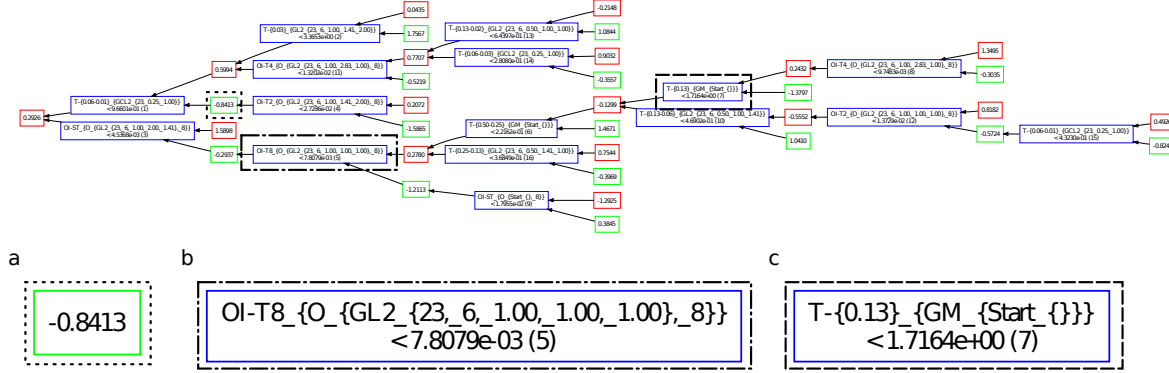 0.2926
T-{0.06-0.01}_{GCL2_{23,_0.25,_1.00}}
<9.6601e-01 (1)
OI-ST_{O_{GL2_{23,_6,_1.00,_2.00,_1.41},_8}}
<4.5368e-03 (3)
0.5994
-0.8413
1.5898
-0.2937
T-{0.03}_{GL2_{23,_6,_1.00,_1.41,_2.00}}
<3.3653e+00 (2)
OI-T4_{O_{GL2_{23,_6,_1.00,_2.83,_1.00},_8}}
<1.3202e-02 (11)
OI-T2_{O_{GL2_{23,_6,_1.00,_1.41,_2.00},_8}}
<2.7286e-02 (4)
OI-T8_{O_{GL2_{23,_6,_1.00,_1.00,_1.00},_8}}
<7.8079e-03 (5)
0.0435
1.7567
0.7707
-0.5219
0.2072
-1.5865
0.2780
-1.2113
T-{0.13-0.02}_{GL2_{23,_6,_0.50,_1.00,_1.00}}
<6.4397e-01 (13)
T-{0.06-0.03}_{GCL2_{23,_0.25,_1.00}}
<2.8080e-01 (14)
T-{0.50-0.25}_{GM_{Start_{}}}
<2.2362e-01 (6)
T-{0.25-0.13}_{GL2_{23,_6,_0.50,_1.41,_1.00}}
<3.6849e-01 (16)
OI-ST_{O_{Start_{},_8}}
<1.7955e-02 (9)
-0.2148
1.0844
0.9032
-0.3557
-0.1299
1.4671
0.7544
-0.3969
-1.2925
0.3845
T-{0.13}_{GM_{Start_{}}}
<1.7164e+00 (7)
T-{0.13-0.06}_{GL2_{23,_6,_0.50,_1.00,_1.41}}
<4.6902e-01 (10)
0.2432
-1.3797
-0.5552
1.0410
OI-T4_{O_{GL2_{23,_6,_1.00,_2.83,_1.00},_8}}
<9.7483e-03 (8)
OI-T2_{O_{GL2_{23,_6,_1.00,_1.00,_1.00},_8}}
<1.3729e-02 (12)
1.3495
-0.3035
0.8182
-0.5724
T-{0.06-0.01}_{GCL2_{23,_0.25,_1.00}}
<4.3230e-01 (15)
a
b
c
-0.8413
OI-T8_{O_{GL2_{23,_6,_1.00,_1.00,_1.00},_8}}
<7.8079e-03 (5)
T-{0.13}_{GM_{Start_{}}}
<1.7164e+00 (7)